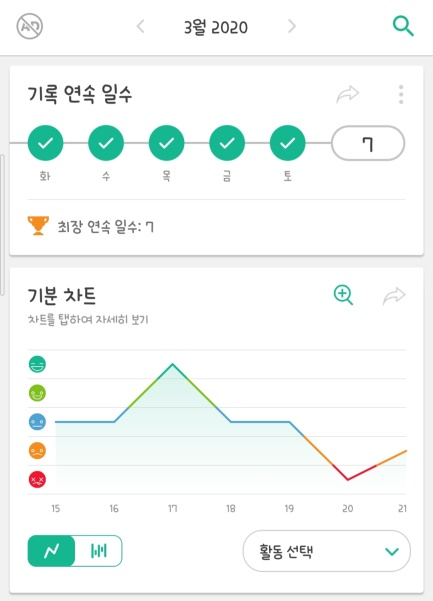 AD
3월 2020
기록 연속 일수
7
화 수 목 금 토
최장 연속 일수: 7
기분 차트
차트를 탭하여 자세히 보기
15 16 17 18 19 20 21
활동 선택